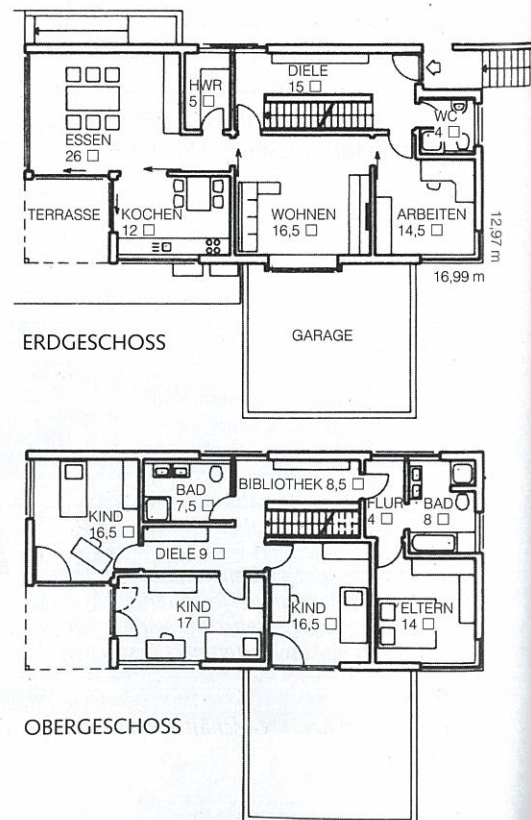 HWR
5 □
DIELE
15 □
WC
4 □
ESSEN
26 □
TERRASSE
KOCHEN
12 □
WOHNEN
16,5 □
ARBEITEN
14,5 □
12,97 m
16,99 m
GARAGE
ERDGESCHOSS
KIND
16,5 □
BAD
7,5 □
BIBLIOTHEK 8,5 □
FLUR
4 □
BAD
8 □
DIELE 9 □
KIND
17 □
KIND
16,5 □
ELTERN
14 □
OBERGESCHOSS